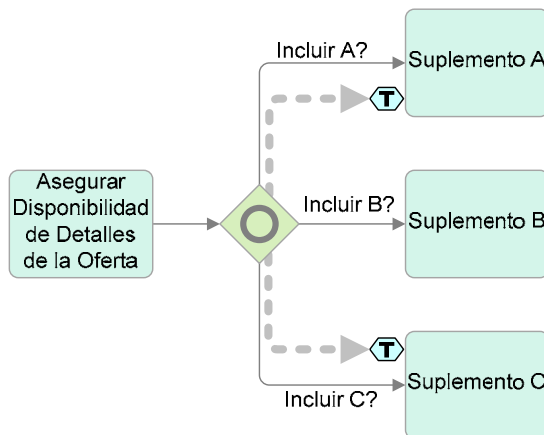 Incluir A?
Suplemento A
T
Asegurar
Disponibilidad
de Detalles
de la Oferta
Incluir B?
Suplemento B
T
Suplemento C
Incluir C?